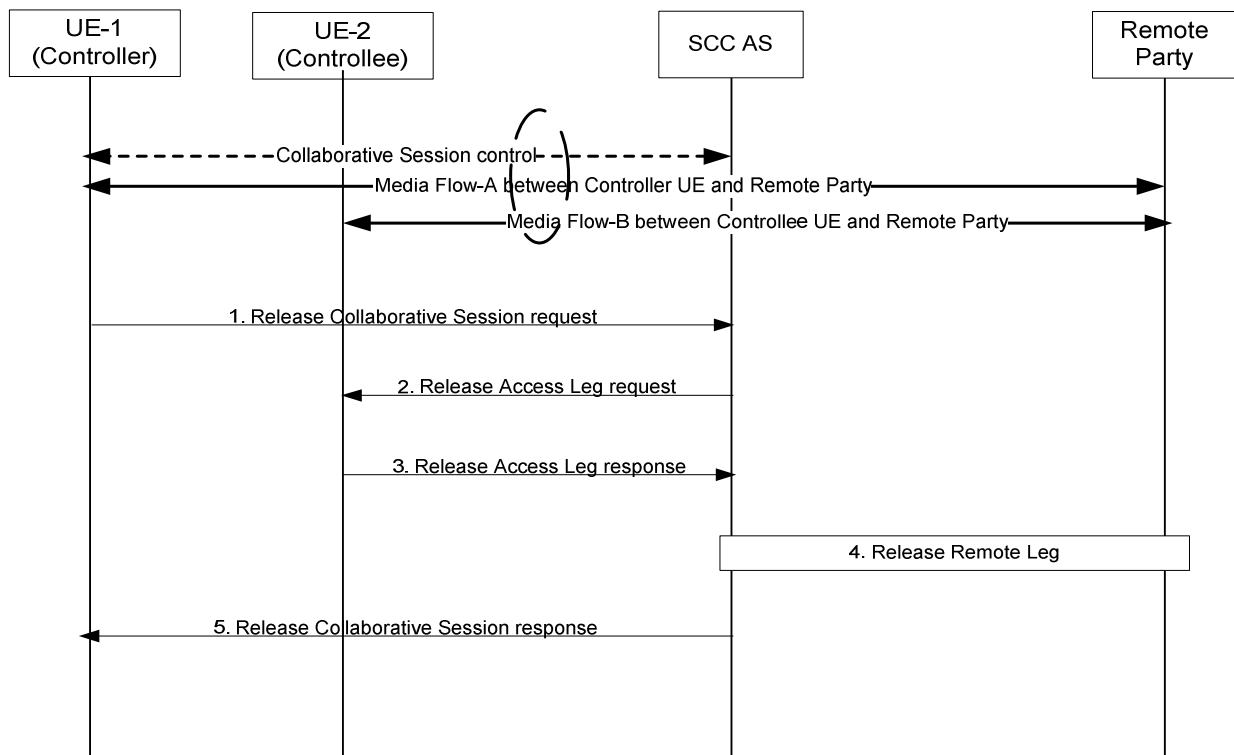 UE-1
(Controller)
UE-2
(Controllee)
SCC AS
Remote
Party
Collaborative Session control
Media Flow-A between Controller UE and Remote Party
Media Flow-B between Controllee UE and Remote Party
1. Release Collaborative Session request
2. Release Access Leg request
3. Release Access Leg response
4. Release Remote Leg
5. Release Collaborative Session response